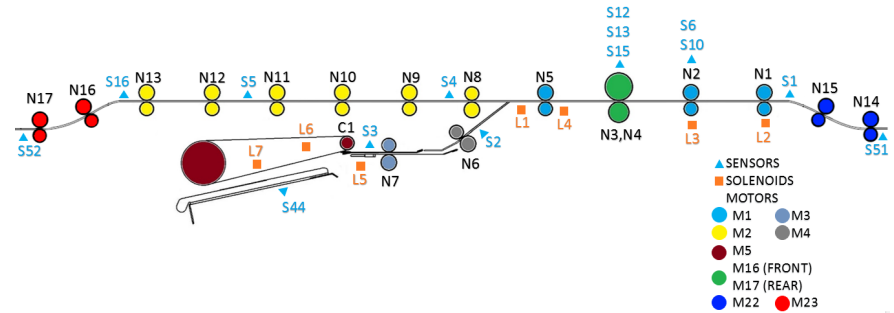 S12
S13
S15
S6
S10
N17
N16
S16
N13
N12
S5
N11
N10
N9
S4
N8
N5
N2
N1
S1
N15
N14
S52
L7
L6
C1
S3
L5
N7
S2
N6
L1
L4
N3,N4
L3
L2
S51
S44
SENSORS
SOLENOIDS
MOTORS
M1
M3
M2
M4
M5
M16 (FRONT)
M17 (REAR)
M22
M23